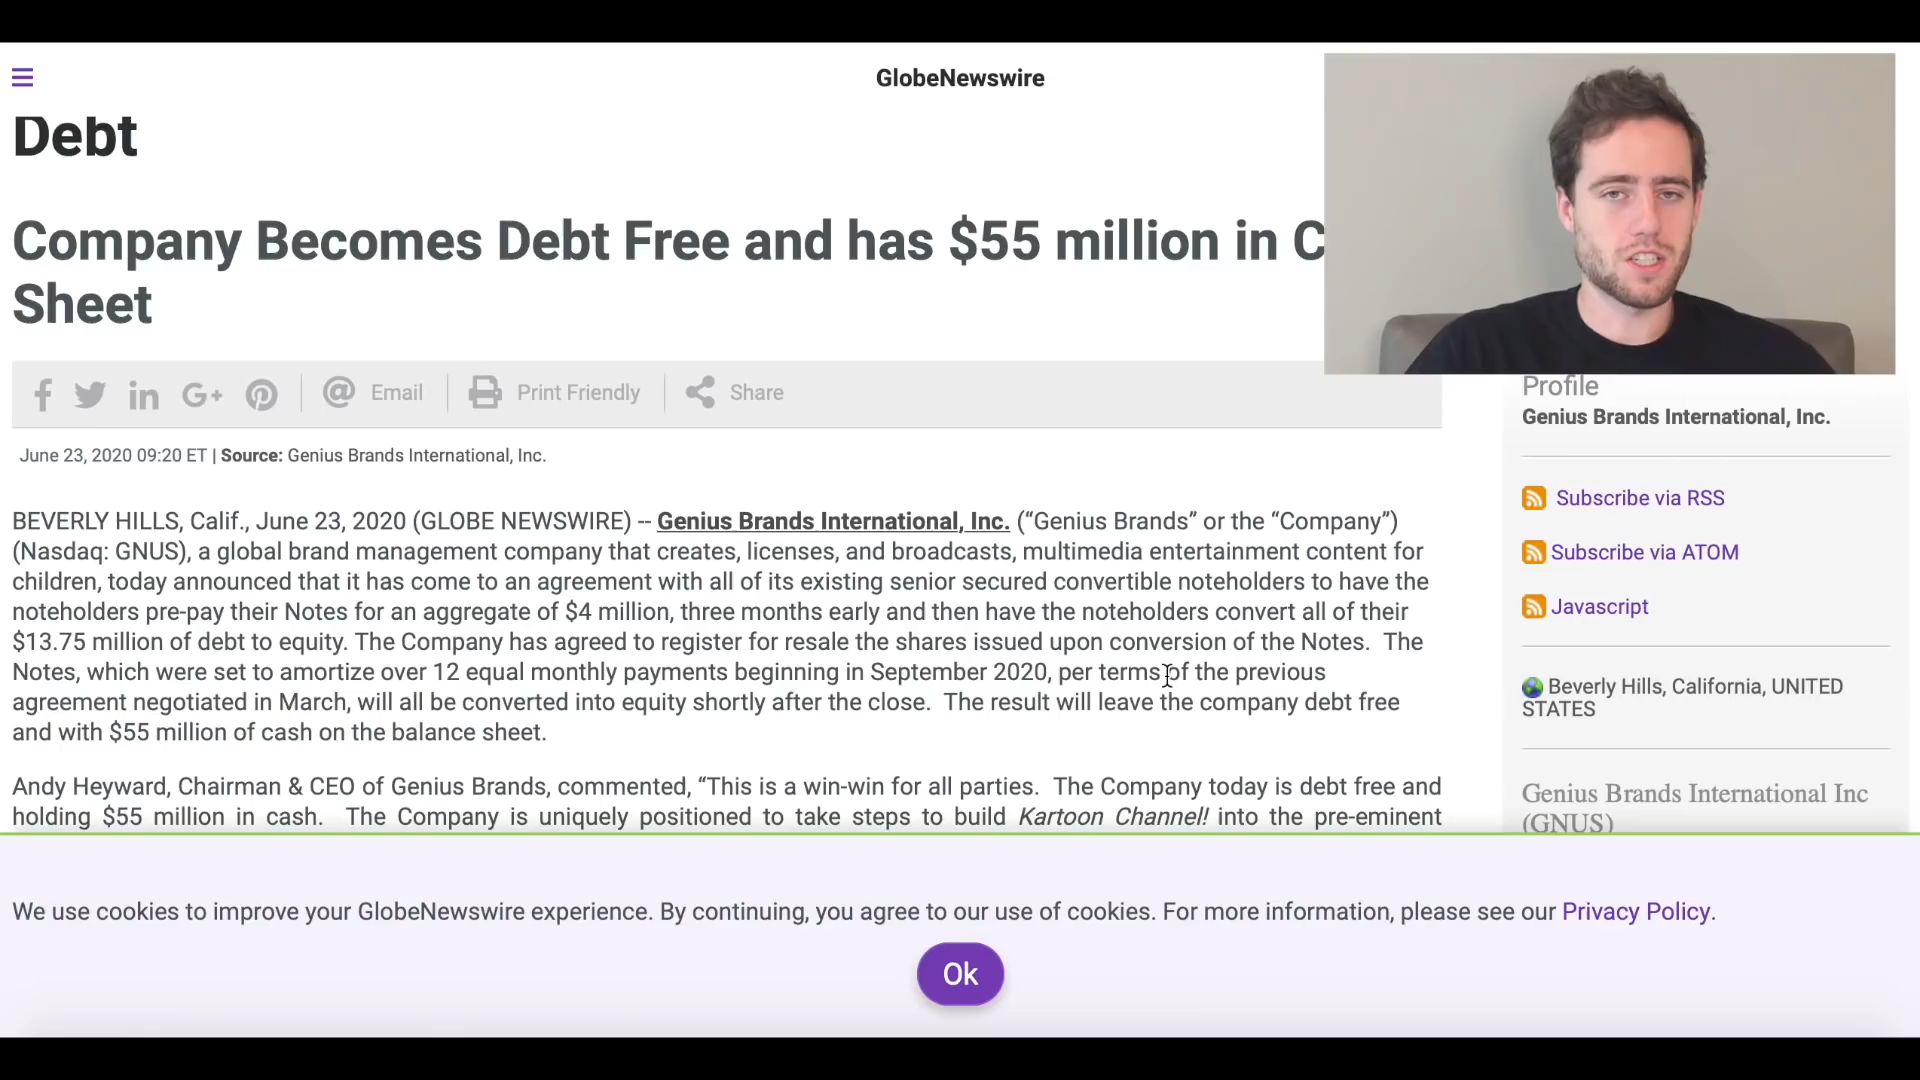 GlobeNewswire
Debt
Company Becomes Debt Free and has $55 million in C
Sheet
Email
Print Friendly
Share
June 23, 2020 09:20 ET | Source: Genius Brands International, Inc.
BEVERLY HILLS, Calif., June 23, 2020 (GLOBE NEWSWIRE) -- Genius Brands International, Inc. (“Genius Brands” or the “Company”)
(Nasdaq: GNUS), a global brand management company that creates, licenses, and broadcasts, multimedia entertainment content for
children, today announced that it has come to an agreement with all of its existing senior secured convertible noteholders to have the
noteholders pre-pay their Notes for an aggregate of $4 million, three months early and then have the noteholders convert all of their
$13.75 million of debt to equity. The Company has agreed to register for resale the shares issued upon conversion of the Notes. The
Notes, which were set to amortize over 12 equal monthly payments beginning in September 2020, per terms of the previous
agreement negotiated in March, will all be converted into equity shortly after the close. The result will leave the company debt free
and with $55 million of cash on the balance sheet.
Andy Heyward, Chairman & CEO of Genius Brands, commented, “This is a win-win for all parties. The Company today is debt free and
holding $55 million in cash. The Company is uniquely positioned to take steps to build Kartoon Channel! into the pre-eminent
Profile
Genius Brands International, Inc.
Subscribe via RSS
Subscribe via ATOM
Javascript
Beverly Hills, California, UNITED
STATES
Genius Brands International Inc
(GNUS)
We use cookies to improve your GlobeNewswire experience. By continuing, you agree to our use of cookies. For more information, please see our Privacy Policy.
Ok